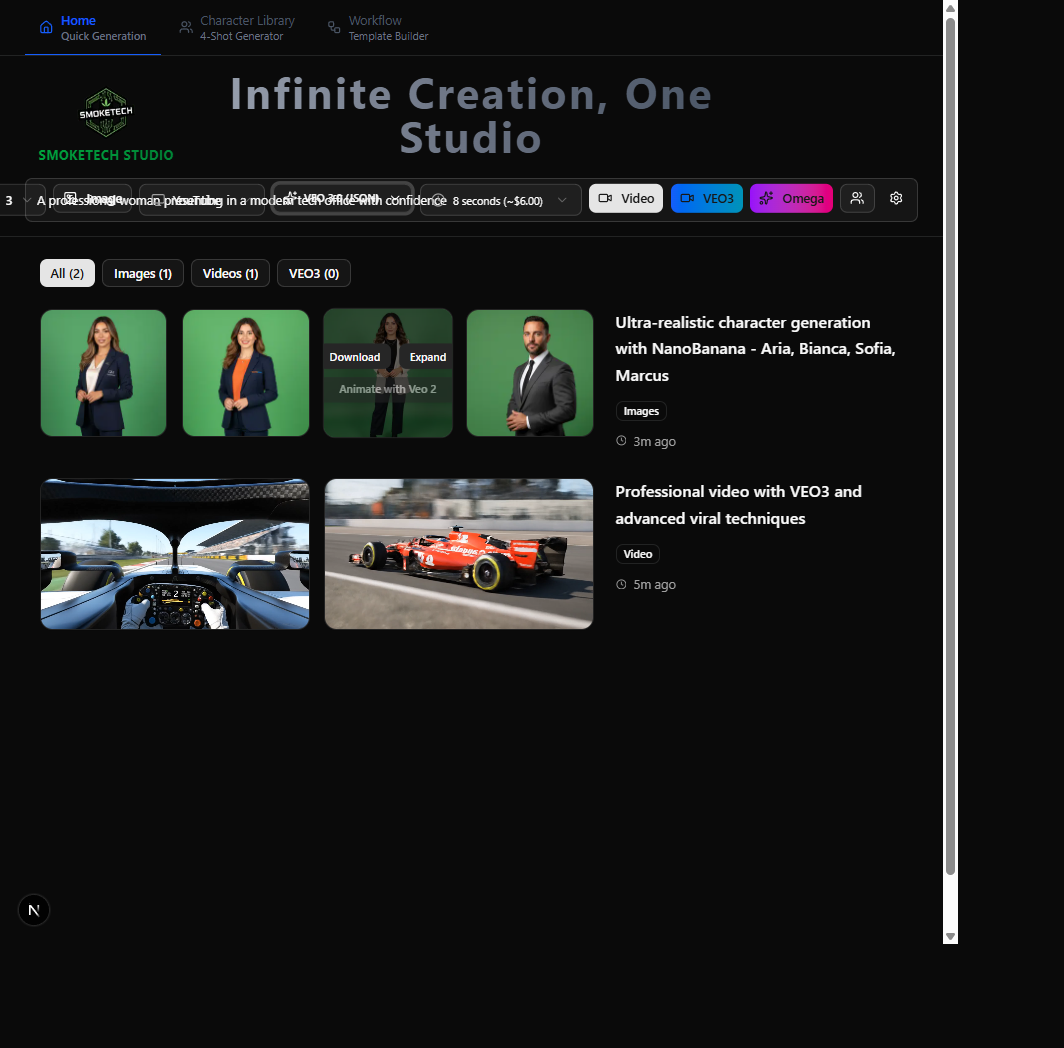 Home
Quick Generation
Character Library
4-Shot Generator
Workflow
Template Builder
SMOKETECH
SMOKETECH STUDIO
Infinite Creation, One
Studio
3
Image
YouTube
VEO 3.0 (JSON)
A professional woman presenting in a modern tech office with confidence
8 seconds (~$6.00)
Video
VEO3
Omega
All (2)
Images (1)
Videos (1)
VEO3 (0)
Download
Expand
Animate with Veo 2
Ultra-realistic character generation
with NanoBanana - Aria, Bianca, Sofia,
Marcus
Images
3m ago
Professional video with VEO3 and
advanced viral techniques
Video
5m ago
2
N